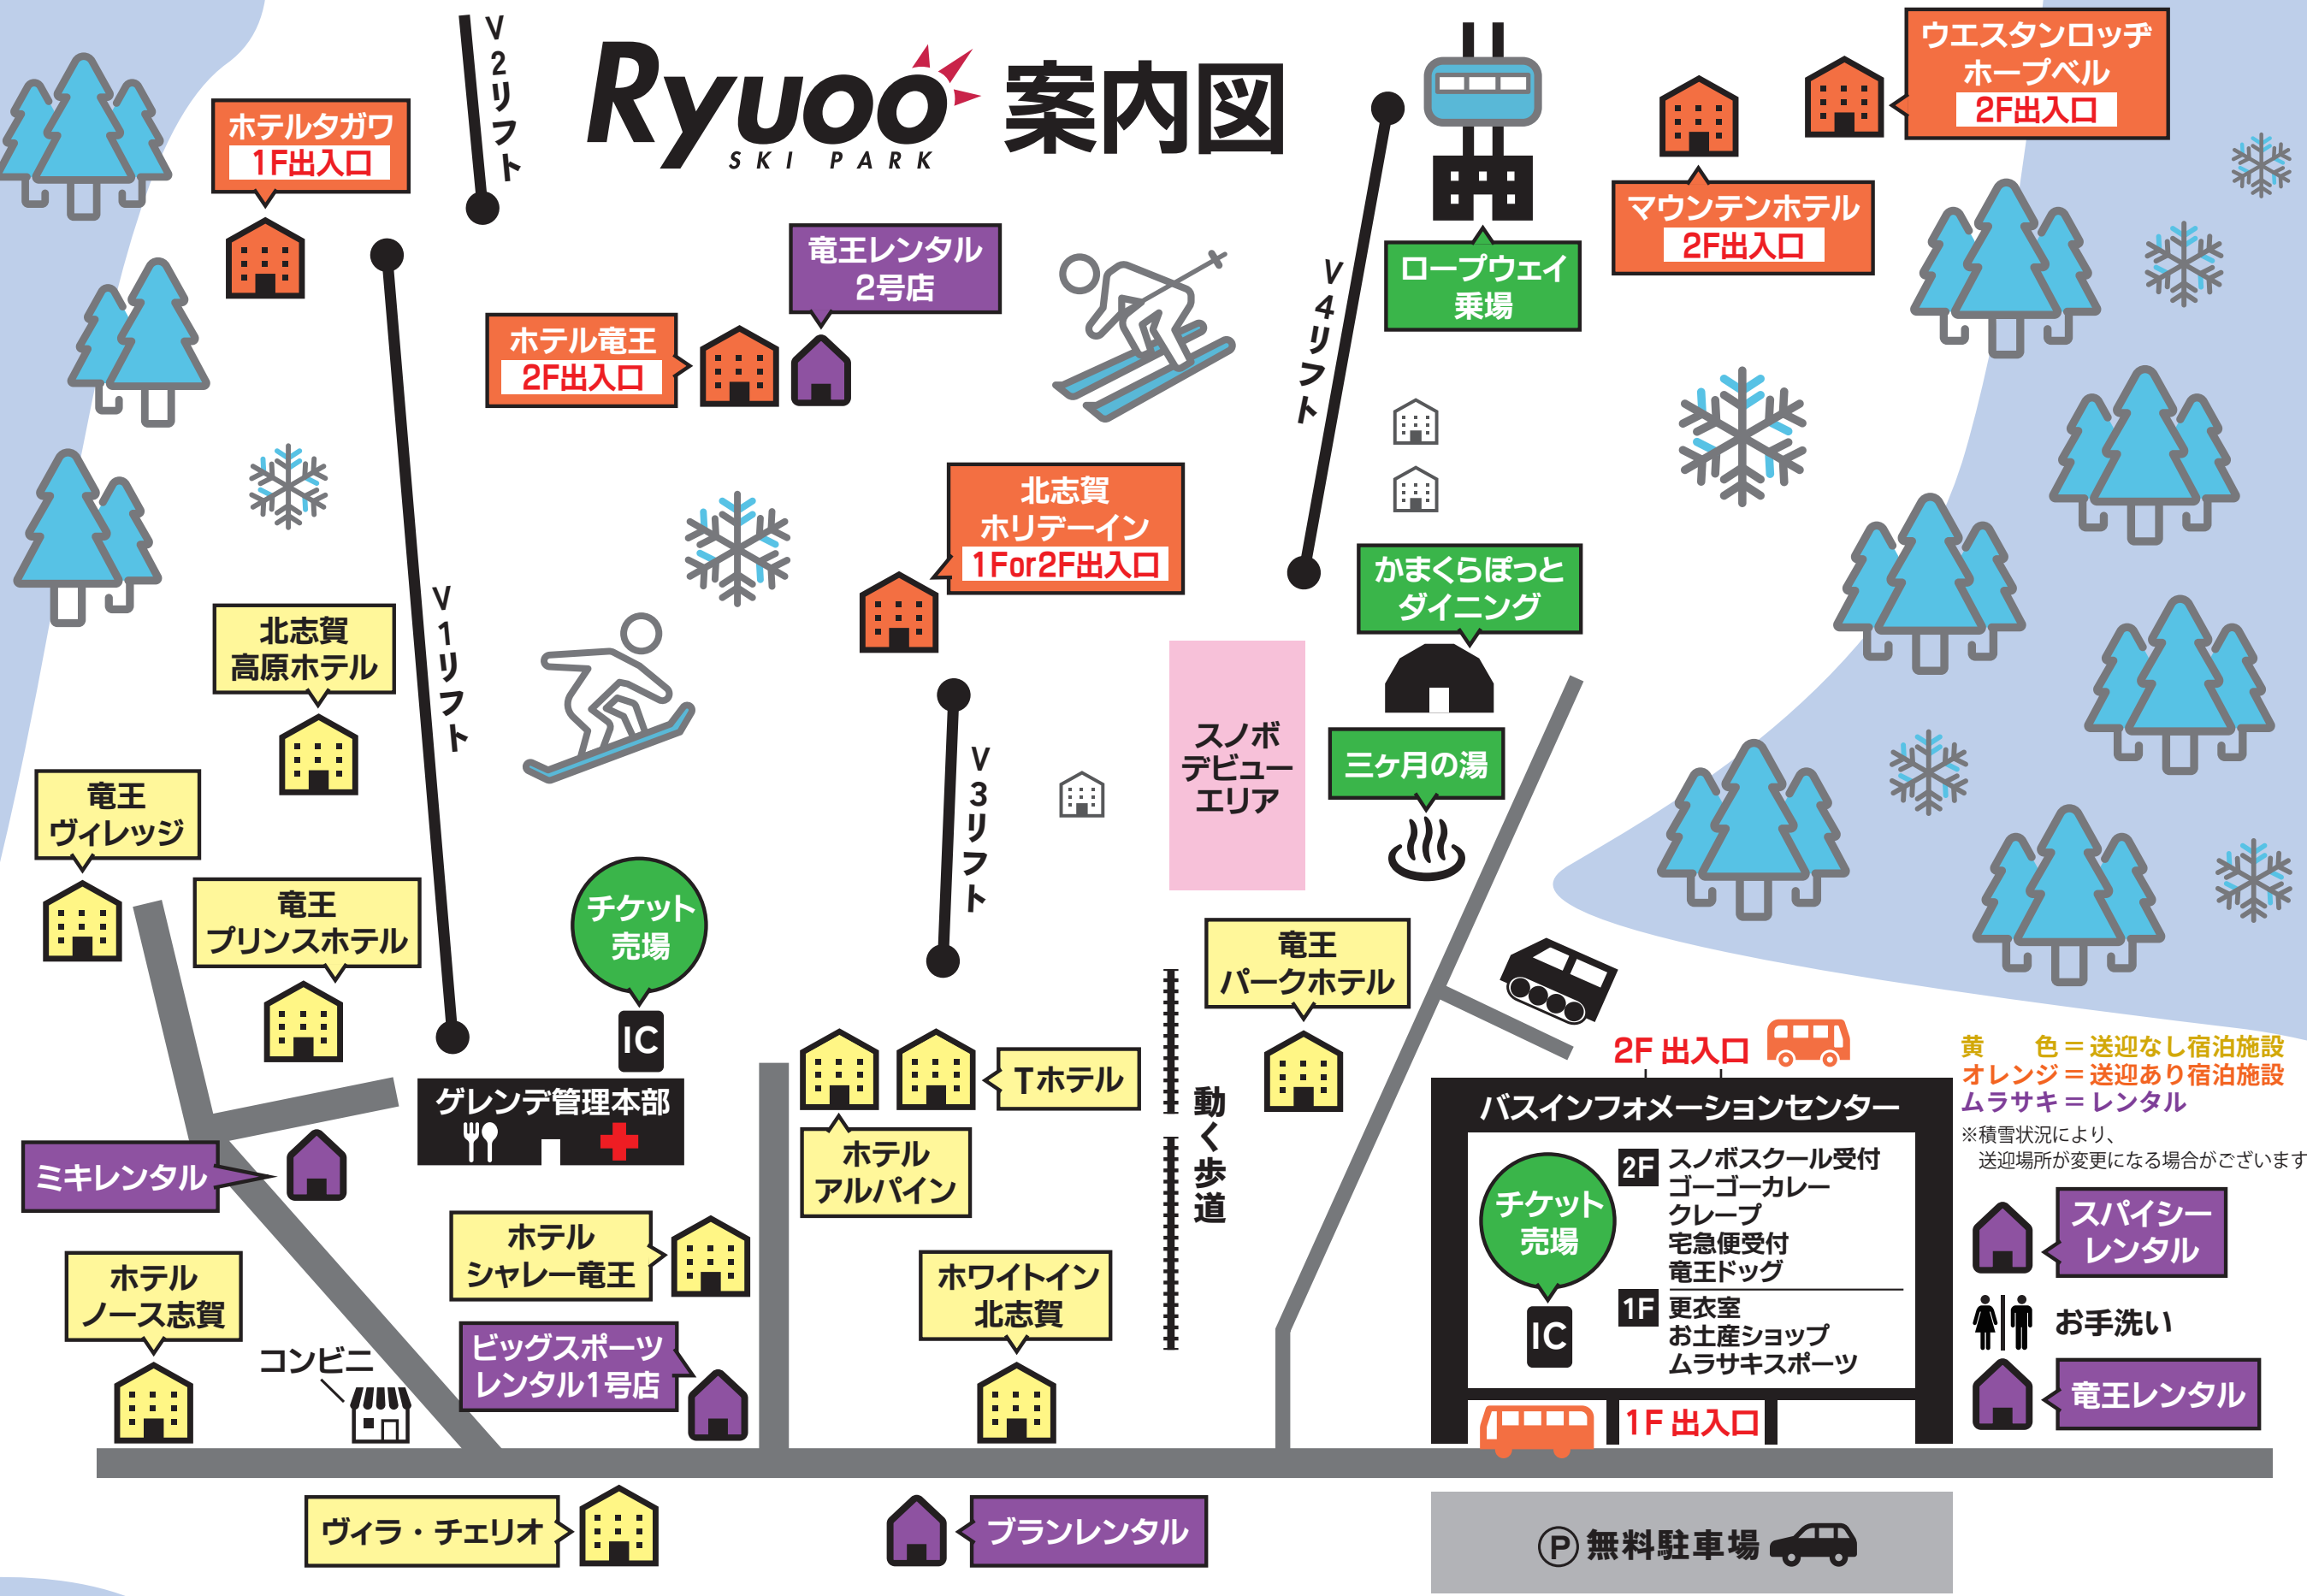 Ryuoo 案内図
SKI PARK
V2リフト
ホテルタガワ
1F出入口
ウエスタンロッヂ
ホープベル
2F出入口
マウンテンホテル
2F出入口
竜王レンタル
2号店
ロープウェイ
乗場
V4リフト
ホテル竜王
2F出入口
北志賀
ホリデーイン
1For2F出入口
かまくらぽっと
ダイニング
V1リフト
北志賀
高原ホテル
スノボ
デビュー
エリア
三ヶ月の湯
V3リフト
竜王
ヴィレッジ
竜王
プリンスホテル
チケット
売場
IC
竜王
パークホテル
ゲレンデ管理本部
Tホテル
ホテル
アルパイン
動く歩道
2F 出入口
バスインフォメーションセンター
チケット
売場
IC
2F
スノボスクール受付
ゴーゴーカレー
クレープ
宅急便受付
竜王ドッグ
1F
更衣室
お土産ショップ
ムラサキスポーツ
1F 出入口
黄　色＝送迎なし宿泊施設
オレンジ＝送迎あり宿泊施設
ムラサキ＝レンタル
※積雪状況により、
送迎場所が変更になる場合がございます
ミキレンタル
ホテル
シャレー竜王
ホテル
ノース志賀
ビッグスポーツ
レンタル1号店
コンビニ
ホワイトイン
北志賀
スパイシー
レンタル
お手洗い
竜王レンタル
ヴィラ・チェリオ
ブランレンタル
Ⓟ無料駐車場